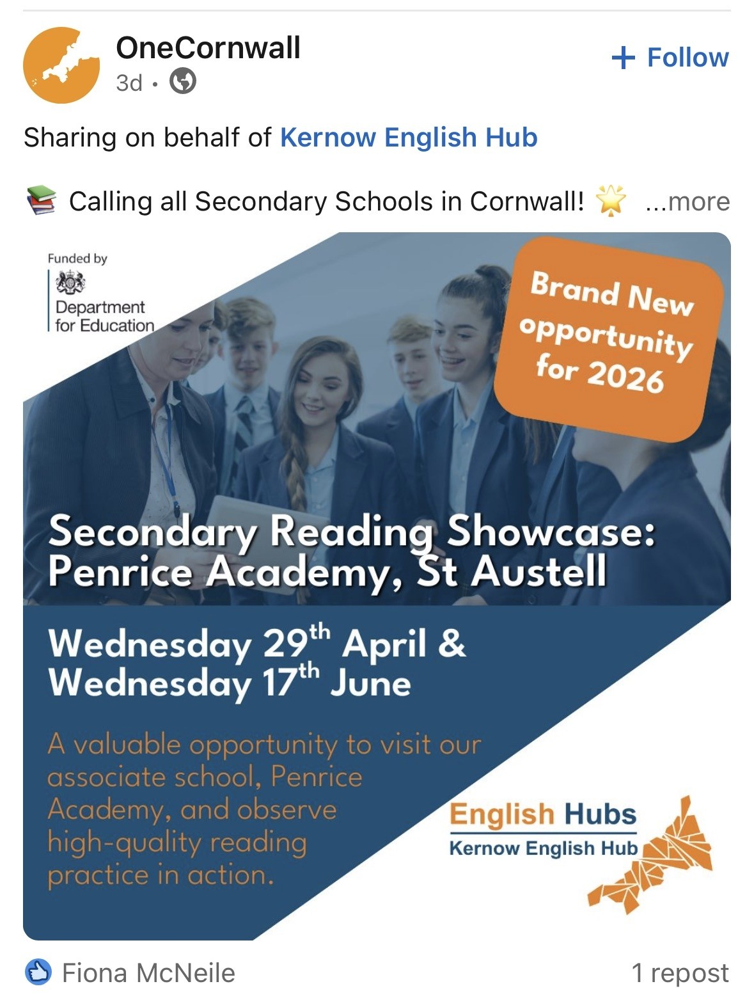 OneCornwall
+ Follow
3d •
Sharing on behalf of Kernow English Hub
📚 Calling all Secondary Schools in Cornwall! 🌟 ...more
Funded by
Department
for Education
Brand New
opportunity
for 2026
Secondary Reading Showcase:
Penrice Academy, St Austell
Wednesday 29th April &
Wednesday 17th June
A valuable opportunity to visit our
associate school, Penrice
Academy, and observe
high-quality reading
practice in action.
English Hubs
Kernow English Hub
Fiona McNeile
1 repost